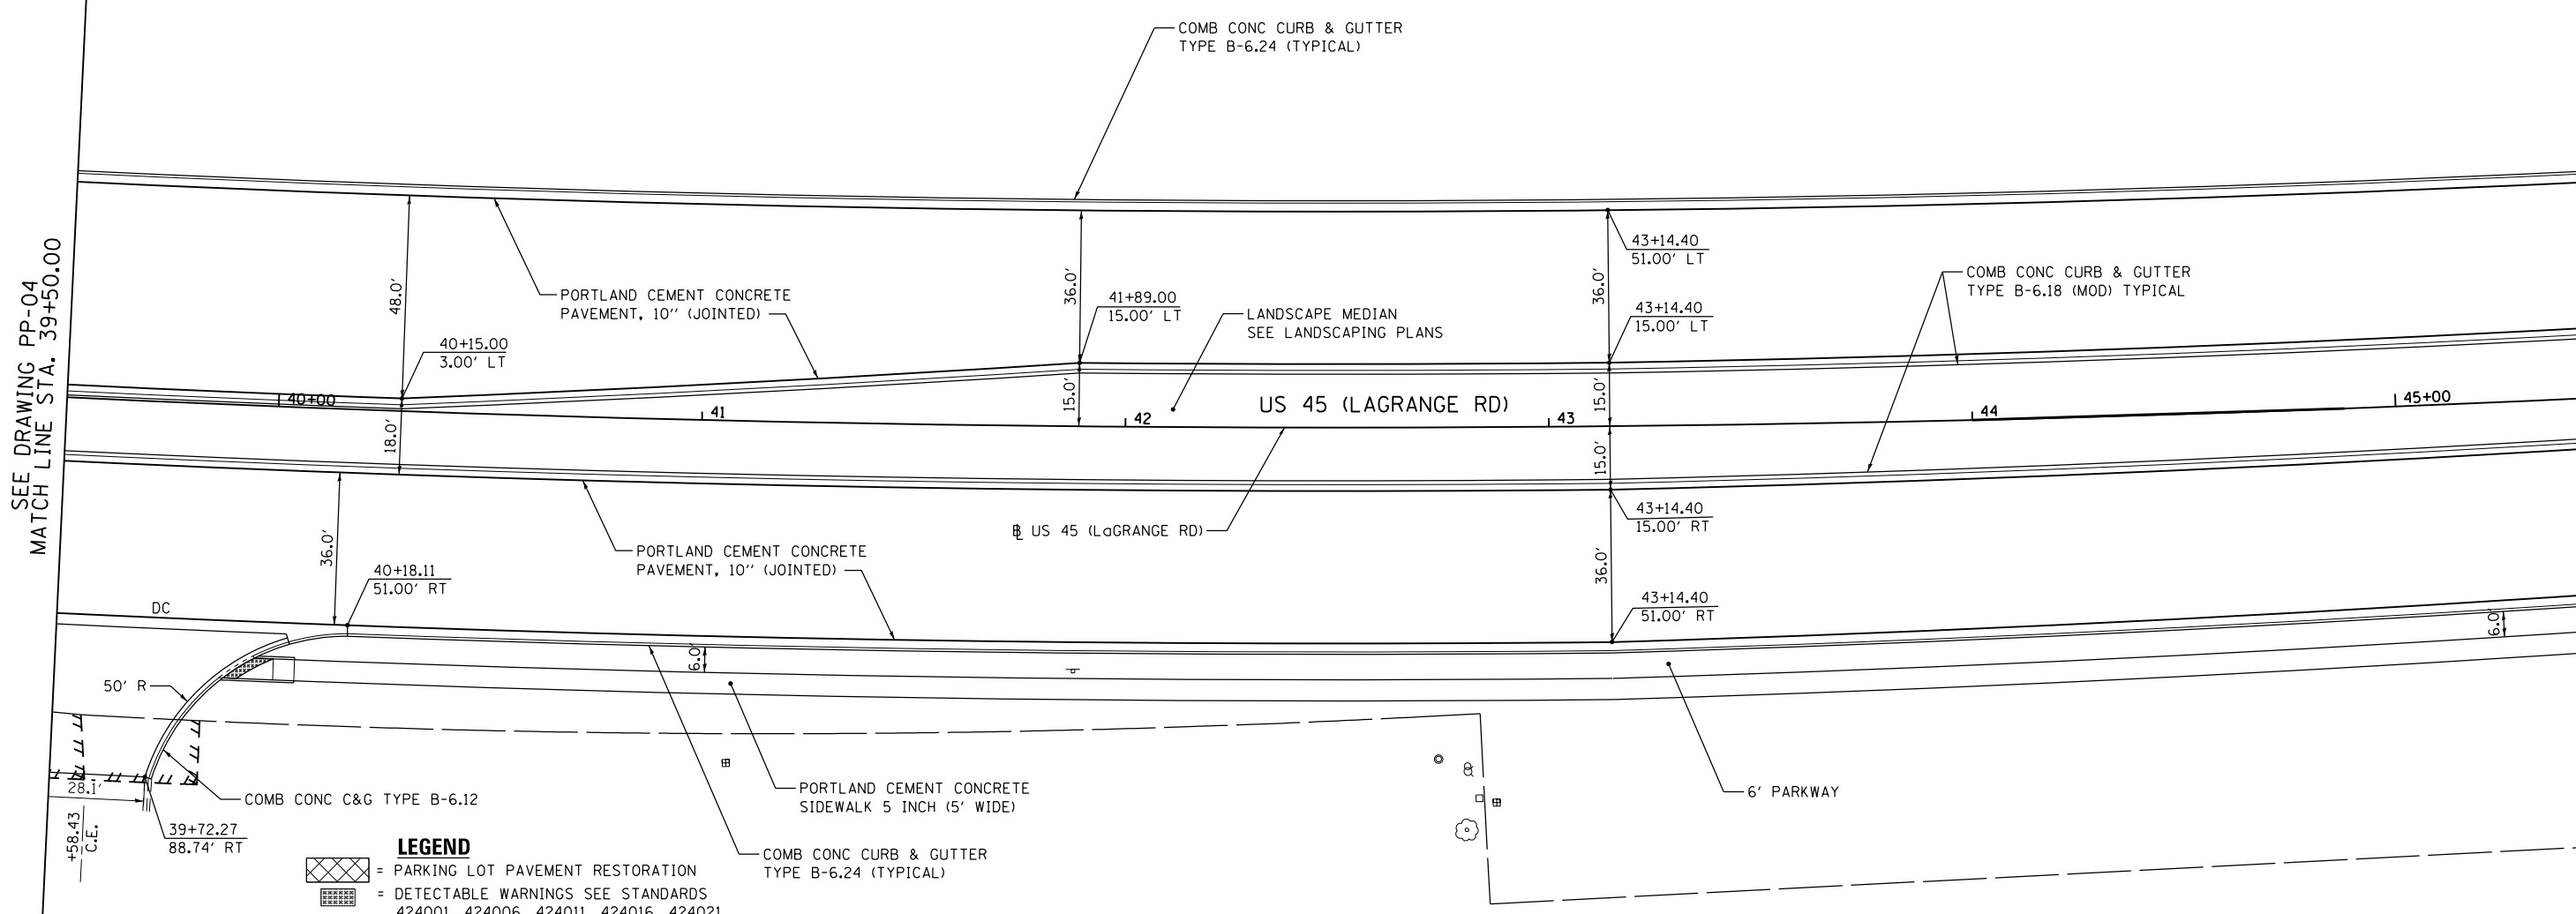 COMB CONC CURB & GUTTER
TYPE B-6.24 (TYPICAL)
SEE DRAWING PP-04
MATCH LINE STA. 39+50.00
48.0'
PORTLAND CEMENT CONCRETE
PAVEMENT, 10'' (JOINTED)
40+15.00
3.00' LT
36.0'
41+89.00
15.00' LT
LANDSCAPE MEDIAN
SEE LANDSCAPING PLANS
36.0'
43+14.40
51.00' LT
43+14.40
15.00' LT
COMB CONC CURB & GUTTER
TYPE B-6.18 (MOD) TYPICAL
40+00
41
42
43
44
45+00
US 45 (LAGRANGE RD)
18.0'
15.0'
15.0'
15.0'
43+14.40
15.00' RT
℄ US 45 (LaGRANGE RD)
36.0'
PORTLAND CEMENT CONCRETE
PAVEMENT, 10'' (JOINTED)
36.0'
40+18.11
51.00' RT
43+14.40
51.00' RT
DC
6.0'
6.0'
50' R
28.1'
COMB CONC C&G TYPE B-6.12
+58.43
C.E.
39+72.27
88.74' RT
PORTLAND CEMENT CONCRETE
SIDEWALK 5 INCH (5' WIDE)
6' PARKWAY
COMB CONC CURB & GUTTER
TYPE B-6.24 (TYPICAL)
LEGEND
= PARKING LOT PAVEMENT RESTORATION
= DETECTABLE WARNINGS SEE STANDARDS
424001, 424006, 424011, 424016, 424021